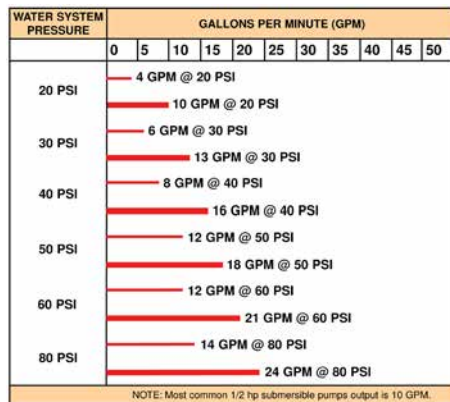 WATER SYSTEM
PRESSURE
GALLONS PER MINUTE (GPM)
0 5 10 15 20 25 30 35 40 45 50
20 PSI
4 GPM @ 20 PSI
10 GPM @ 20 PSI
30 PSI
6 GPM @ 30 PSI
13 GPM @ 30 PSI
40 PSI
8 GPM @ 40 PSI
16 GPM @ 40 PSI
50 PSI
12 GPM @ 50 PSI
18 GPM @ 50 PSI
60 PSI
12 GPM @ 60 PSI
21 GPM @ 60 PSI
80 PSI
14 GPM @ 80 PSI
24 GPM @ 80 PSI
NOTE: Most common 1/2 hp submersible pumps output is 10 GPM.